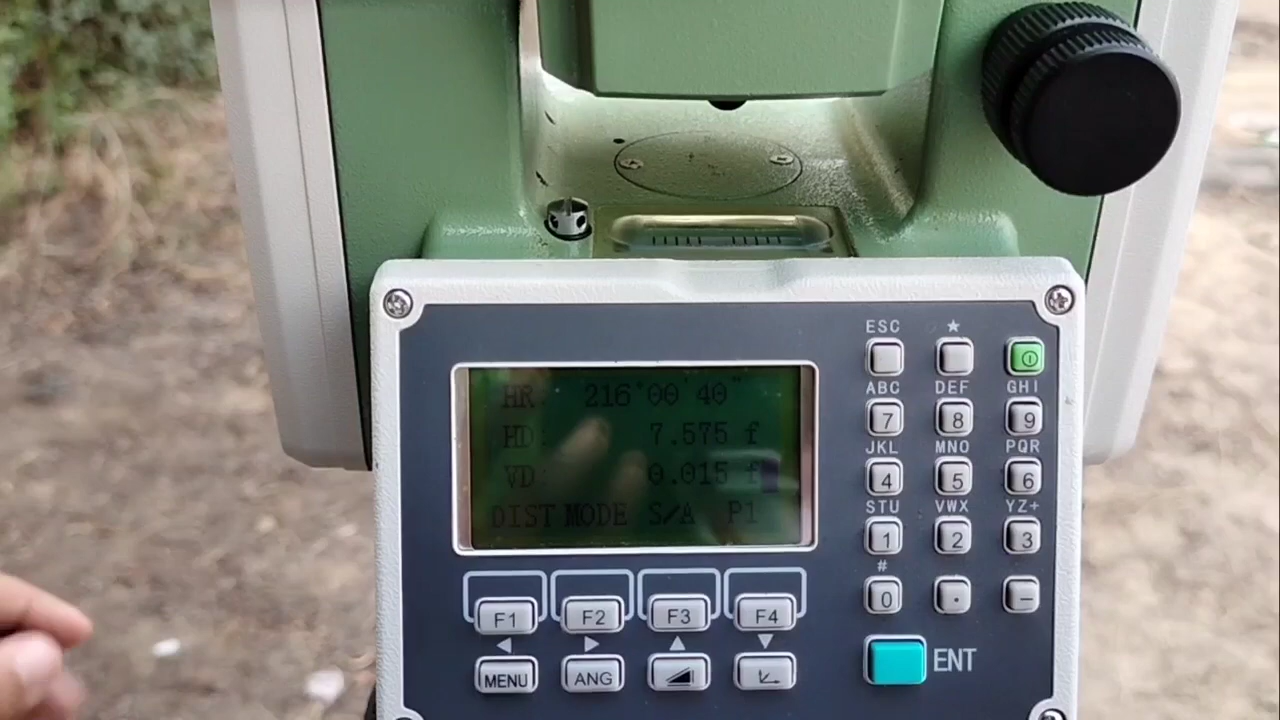 HR: 216°00'40"
HD: 7.575 f
VD: 0.015 f
DIST MODE S/A P1
ESC ★
ABC DEF GHI
7 8 9
JKL MNO PQR
4 5 6
STU VWX YZ+
1 2 3
#
0 . −
F1 F2 F3 F4
◀ ▶ ▲ ▼
MENU ANG
ENT